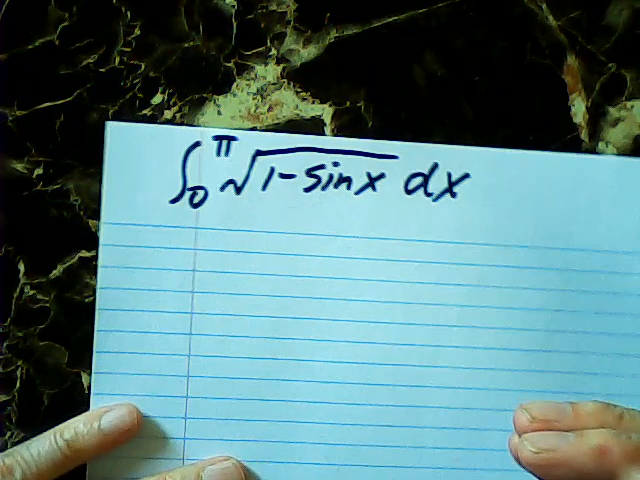 ∫₀^π √(1-sinx) dx